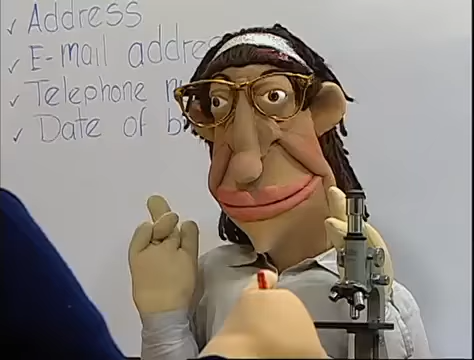 ✓ Address
✓ E-mail addre
✓ Telephone
✓ Date of